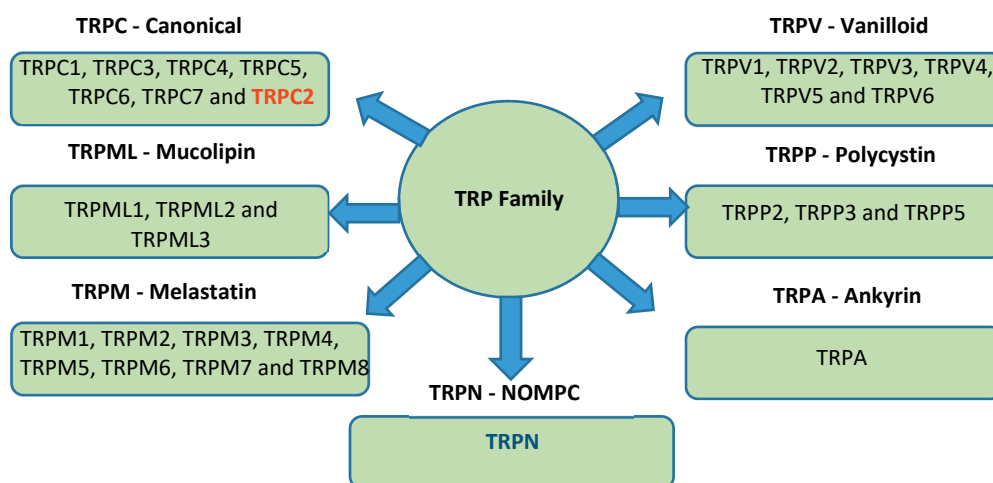 TRPC - Canonical
TRPC1, TRPC3, TRPC4, TRPC5,
TRPC6, TRPC7 and TRPC2
TRPML - Mucolipin
TRPML1, TRPML2 and
TRPML3
TRPM - Melastatin
TRPM1, TRPM2, TRPM3, TRPM4,
TRPM5, TRPM6, TRPM7 and TRPM8
TRP Family
TRPN - NOMPC
TRPN
TRPV - Vanilloid
TRPV1, TRPV2, TRPV3, TRPV4,
TRPV5 and TRPV6
TRPP - Polycystin
TRPP2, TRPP3 and TRPP5
TRPA - Ankyrin
TRPA